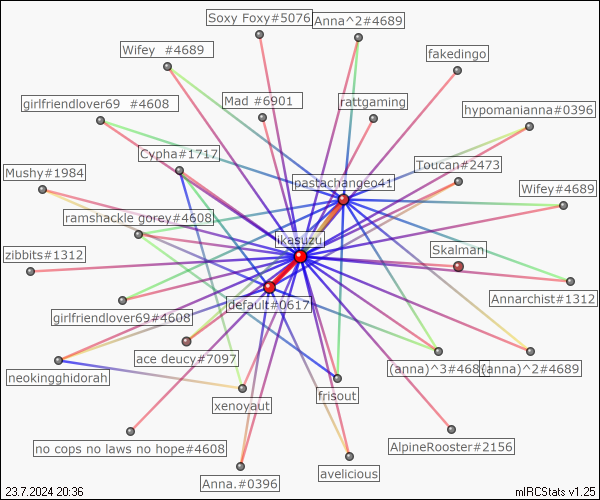 Soxy Foxy#5076
Anna^2#4689
Wifey  #4689
fakedingo
girlfriendlover69  #4608
Mad #6901
rattgaming
hypomanianna#0396
Cypha#1717
Toucan#2473
Mushy#1984
pastachangeo41
Wifey#4689
ramshackle gorey#4608
ikasuzu
Skalman
zibbits#1312
Annarchist#1312
default#0617
girlfriendlover69#4608
ace deucy#7097
(anna)^3#468
(anna)^2#4689
neokingghidorah
frisout
xenoyaut
no cops no laws no hope#4608
AlpineRooster#2156
avelicious
Anna.#0396
23.7.2024 20:36
mIRCStats v1.25